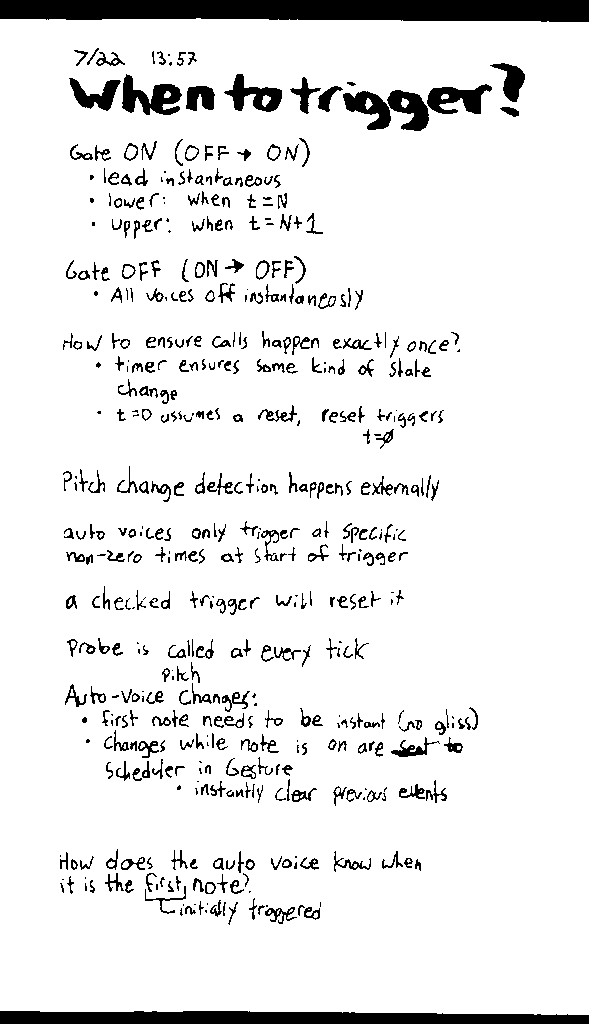 7/22 13:57
When to trigger?
Gate ON (OFF → ON)
• lead instantaneous
• lower: when t=N
• upper: when t=N+1
Gate OFF (ON → OFF)
• All voices off instantaneosly
How to ensure calls happen exactly once?
• timer ensures some kind of state
change
• t=0 assumes a reset, reset triggers
t=0
Pitch change detection happens externally
auto voices only trigger at specific
non-zero times at start of trigger
a checked trigger will reset it
Probe is called at every tick
Pitch
Auto-Voice Changes:
• first note needs to be instant (no gliss)
• Changes while note is on are sent to
Scheduler in Gesture
• instantly clear previous events
How does the auto voice know when
it is the first note?
initially triggered